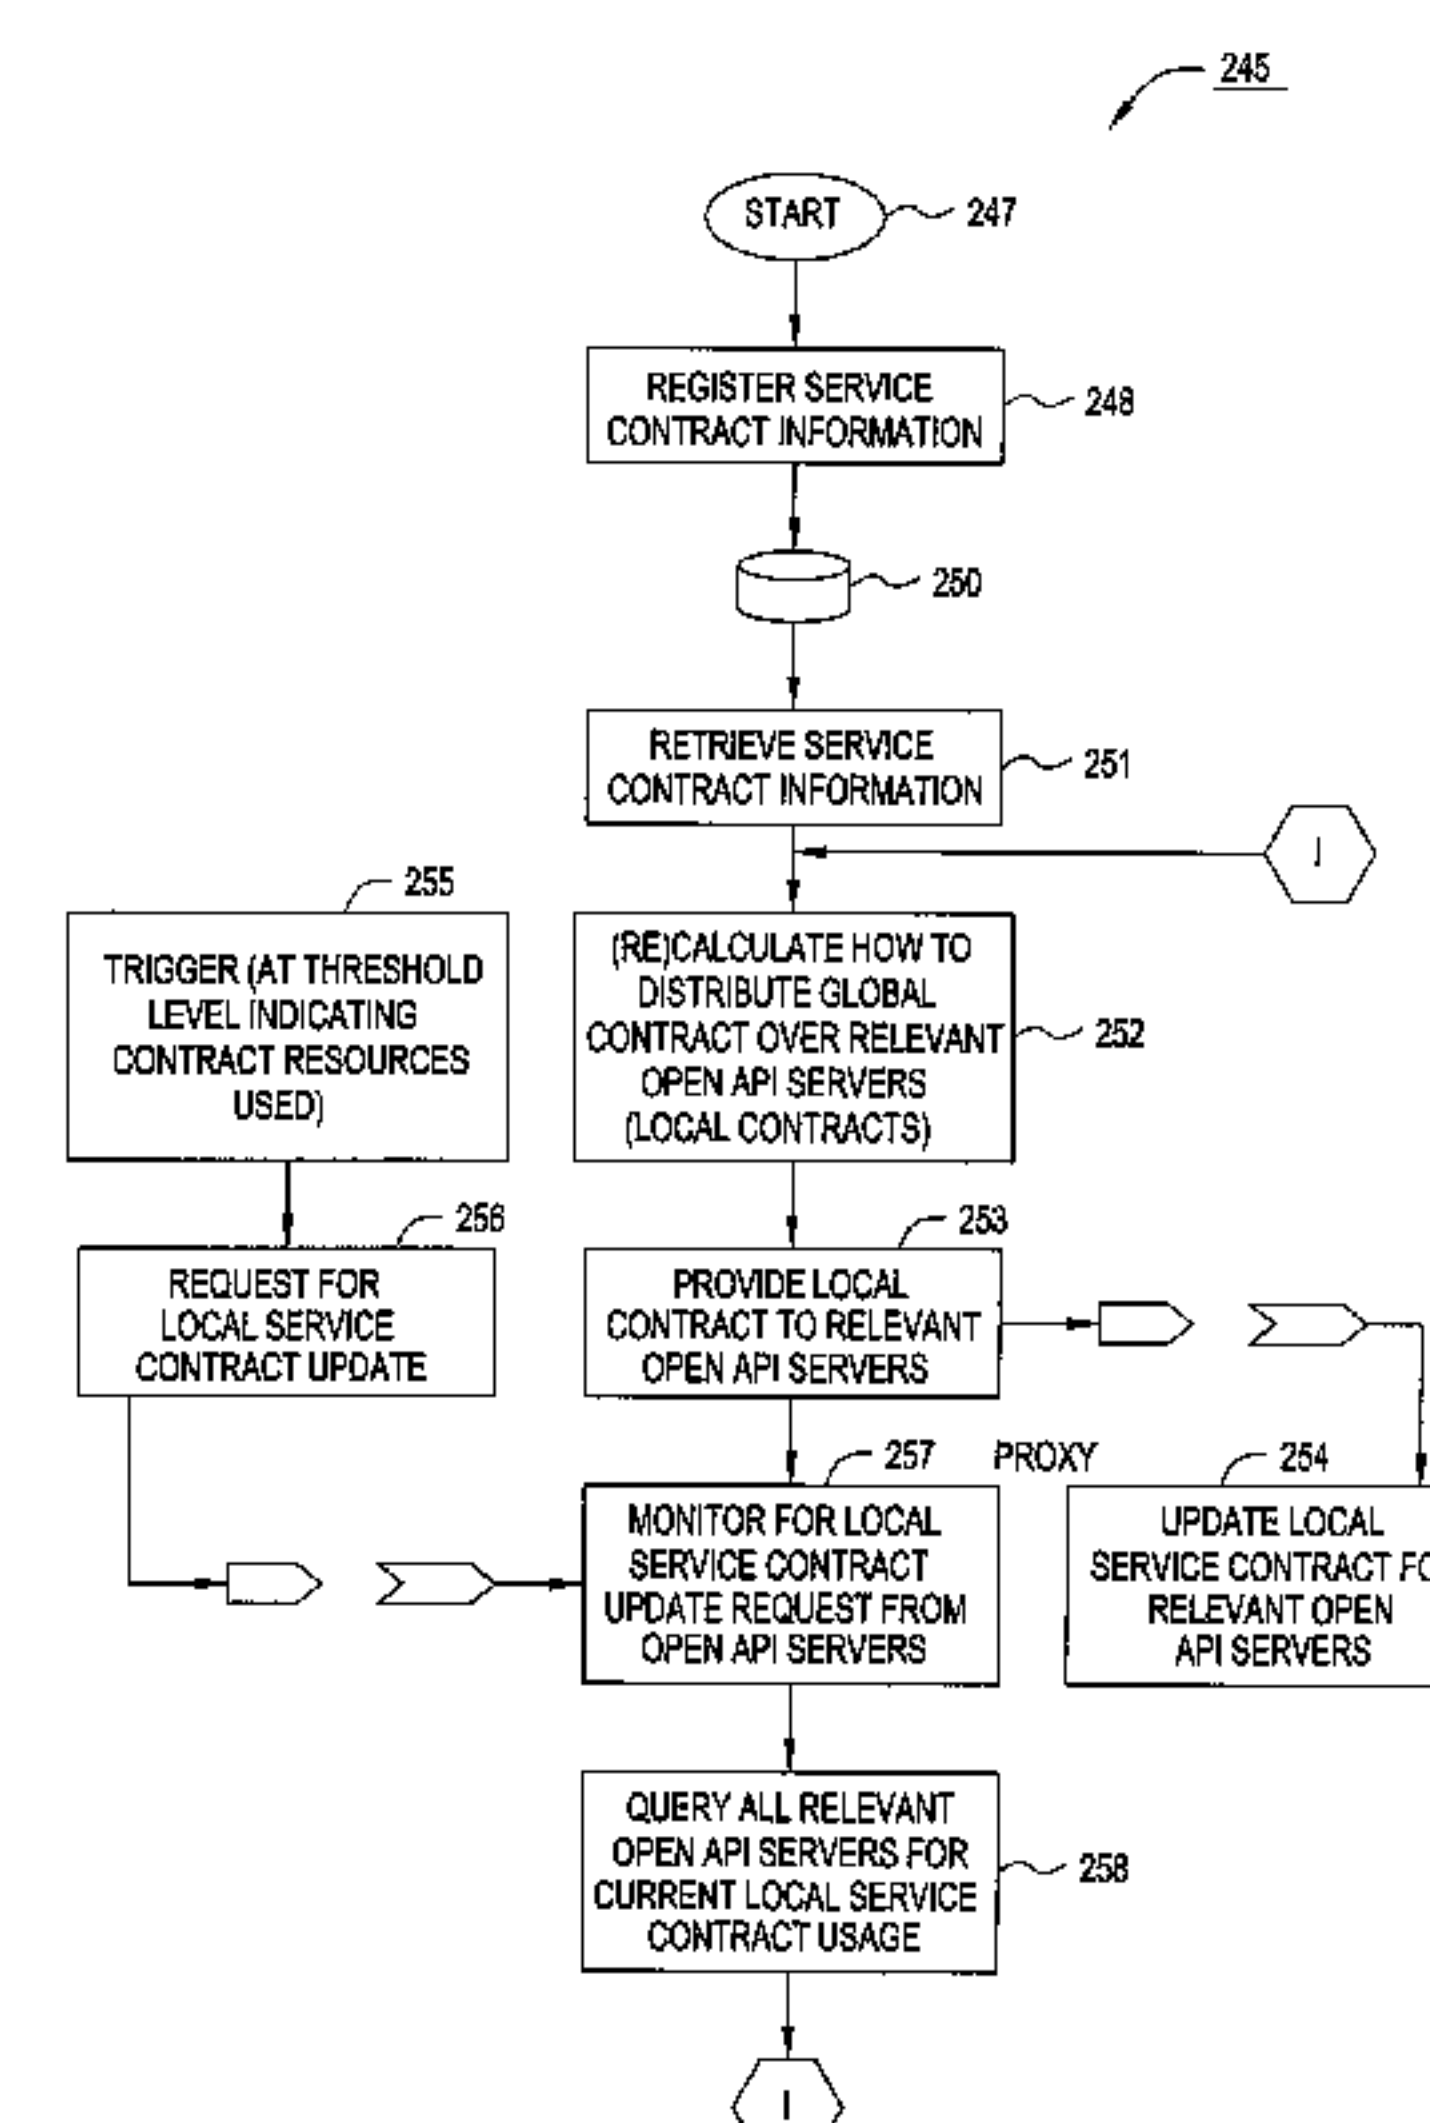 245
START
247
REGISTER SERVICE
CONTRACT INFORMATION
248
250
RETRIEVE SERVICE
CONTRACT INFORMATION
251
J
255
TRIGGER (AT THRESHOLD
LEVEL INDICATING
CONTRACT RESOURCES
USED)
(RE)CALCULATE HOW TO
DISTRIBUTE GLOBAL
CONTRACT OVER RELEVANT
OPEN API SERVERS
(LOCAL CONTRACTS)
252
256
REQUEST FOR
LOCAL SERVICE
CONTRACT UPDATE
253
PROVIDE LOCAL
CONTRACT TO RELEVANT
OPEN API SERVERS
257
PROXY
254
MONITOR FOR LOCAL
SERVICE CONTRACT
UPDATE REQUEST FROM
OPEN API SERVERS
UPDATE LOCAL
SERVICE CONTRACT FO
RELEVANT OPEN
API SERVERS
QUERY ALL RELEVANT
OPEN API SERVERS FOR
CURRENT LOCAL SERVICE
CONTRACT USAGE
258
I